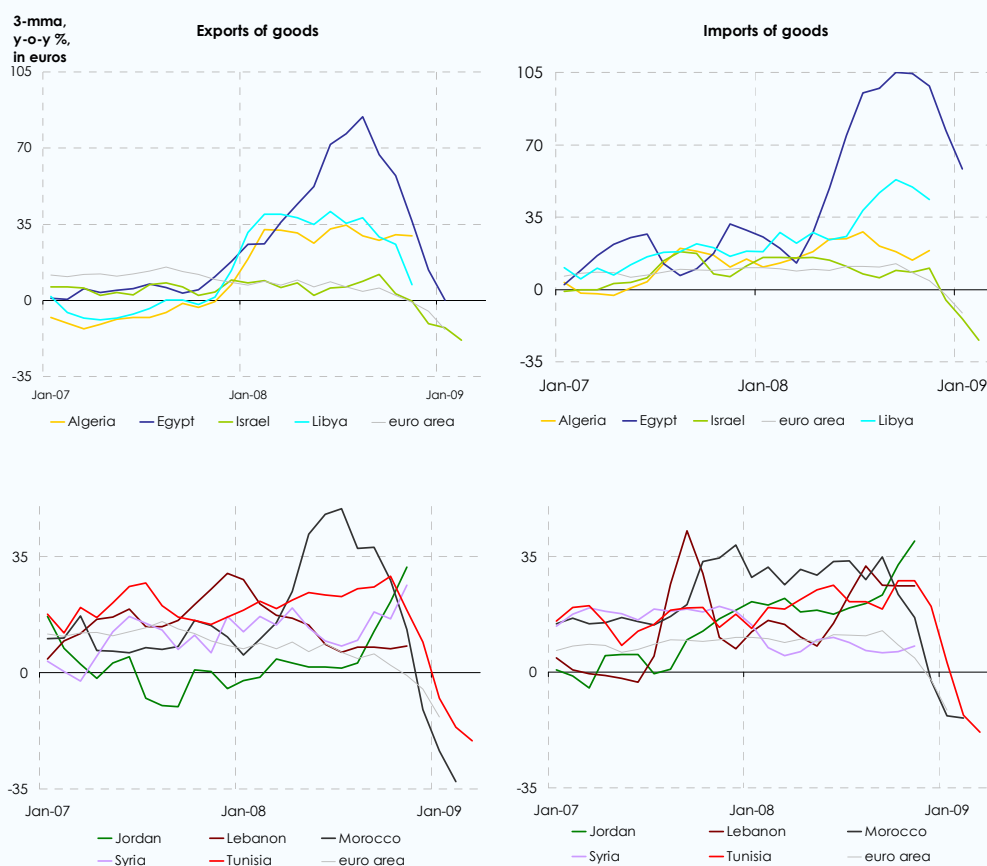 3-mma,
y-o-y %,
in euros
Exports of goods
105
70
35
0
-35
Jan-07 Jan-08 Jan-09
Algeria Egypt Israel Libya euro area
Imports of goods
105
70
35
0
-35
Jan-07 Jan-08 Jan-09
Algeria Egypt Israel euro area Libya
35
0
-35
Jan-07 Jan-08 Jan-09
Jordan Lebanon Morocco
Syria Tunisia euro area
35
0
-35
Jan-07 Jan-08 Jan-09
Jordan Lebanon Morocco
Syria Tunisia euro area